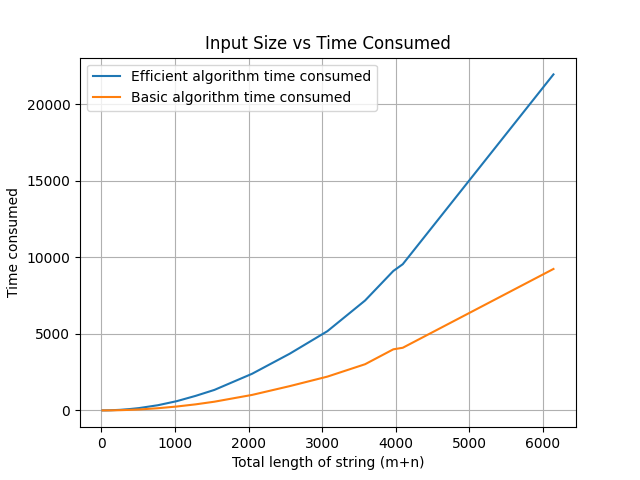 Input Size vs Time Consumed
Efficient algorithm time consumed
Basic algorithm time consumed
Time consumed
20000
15000
10000
5000
0
0 1000 2000 3000 4000 5000 6000
Total length of string (m+n)